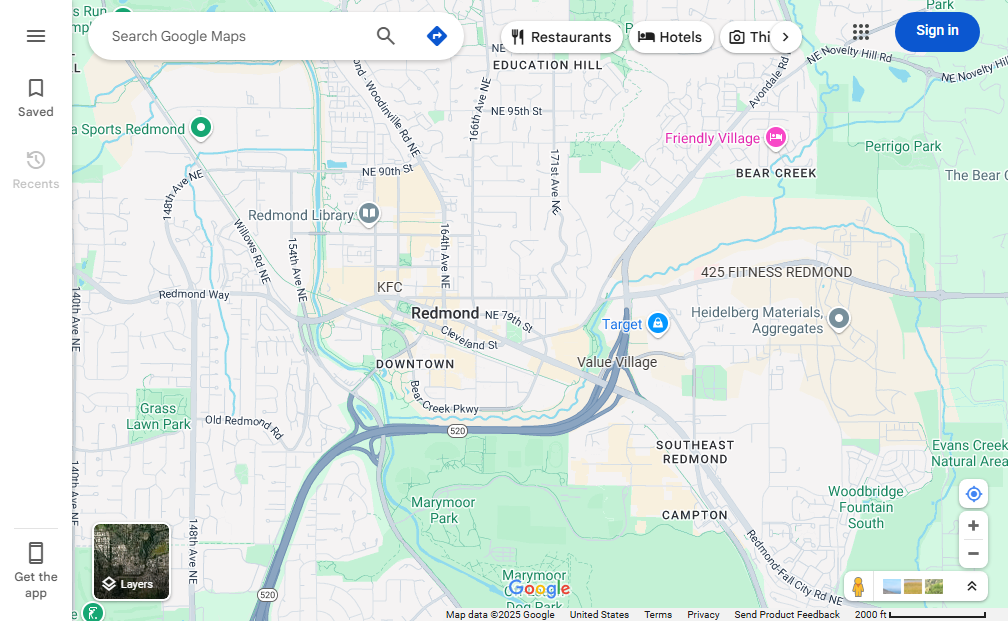 Search Google Maps
Restaurants
Hotels
Thi
Sign in
Saved
Recents
Get the
app
Layers
s Run
EDUCATION HILL
Park
NE Novelty Hill Rd
NE Novelty Hill
Avondale Rd
Woodinville Rd NE
166th Ave NE
NE 95th St
a Sports Redmond
Friendly Village
Perrigo Park
BEAR CREEK
The Bear C
NE 90th St
148th Ave NE
171st Ave NE
Redmond Library
164th Ave NE
Willows Rd NE
154th Ave NE
425 FITNESS REDMOND
KFC
Redmond Way
140th Ave NE
Redmond
NE 79th St
Heidelberg Materials,
Aggregates
Target
Cleveland St
DOWNTOWN
Value Village
Bear Creek Pkwy
Grass
Lawn Park
Old Redmond Rd
520
SOUTHEAST
REDMOND
Evans Creek
Natural Area
Marymoor
Park
Woodbridge
Fountain
South
CAMPTON
140th Ave NE
148th Ave NE
Redmond-Fall City Rd NE
Marymoor
Dog Park
520
Google
Map data ©2025 Google
United States
Terms
Privacy
Send Product Feedback
2000 ft